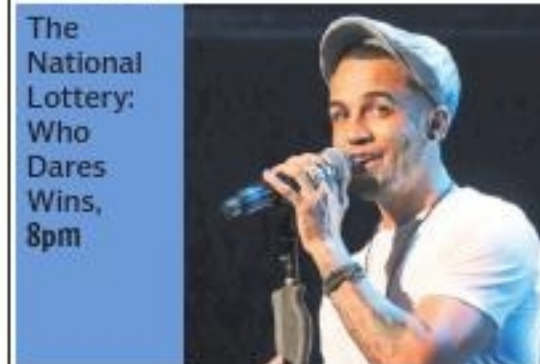 The
National
Lottery:
Who
Dares
Wins,
8pm